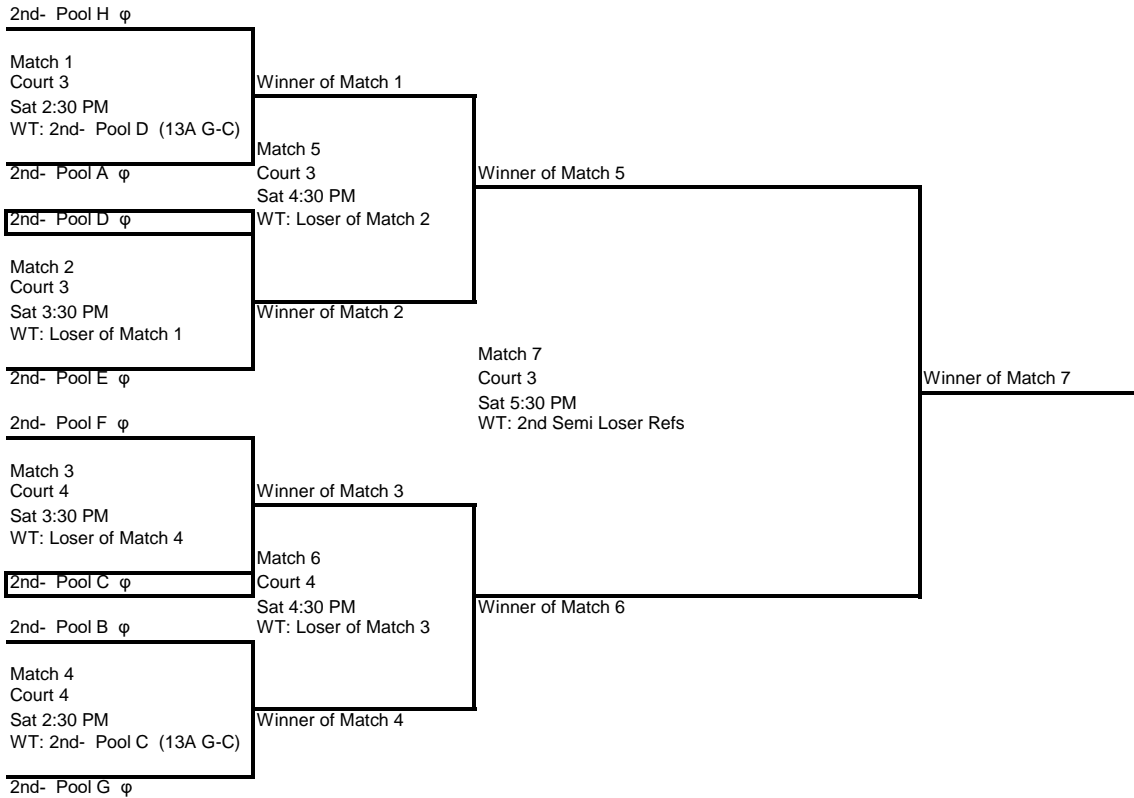 2nd- Pool H φ
Match 1
Court 3
Sat 2:30 PM
WT: 2nd- Pool D (13A G-C)
2nd- Pool A φ
2nd- Pool D φ
Match 2
Court 3
Sat 3:30 PM
WT: Loser of Match 1
2nd- Pool E φ
2nd- Pool F φ
Match 3
Court 4
Sat 3:30 PM
WT: Loser of Match 4
2nd- Pool C φ
2nd- Pool B φ
Match 4
Court 4
Sat 2:30 PM
WT: 2nd- Pool C (13A G-C)
2nd- Pool G φ
Winner of Match 1
Match 5
Court 3
Sat 4:30 PM
WT: Loser of Match 2
Winner of Match 2
Winner of Match 3
Match 6
Court 4
Sat 4:30 PM
WT: Loser of Match 3
Winner of Match 4
Winner of Match 5
Match 7
Court 3
Sat 5:30 PM
WT: 2nd Semi Loser Refs
Winner of Match 6
Winner of Match 7